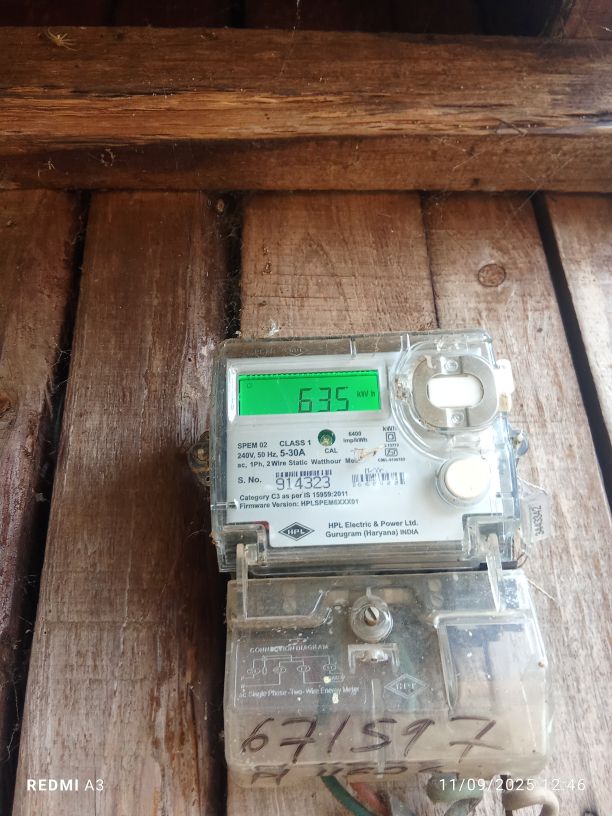 635 kWh
SPEM 02 CLASS 1
6400
imp/kWh
kWh
240V, 50 Hz, 5-30A CAL
ac, 1Ph, 2 Wire Static Watthour
S. No. 914323
Category C3 as per IS 15959:2011
Firmware Version: HPLSPEM0XXX01
HPL
HPL Electric & Power Ltd.
Gurugram (Haryana) INDIA
CONNECTION DIAGRAM
ac Single Phase -Two- Wire Energy Meter
HPL
671597
REDMI A3
11/09/2025 12:46